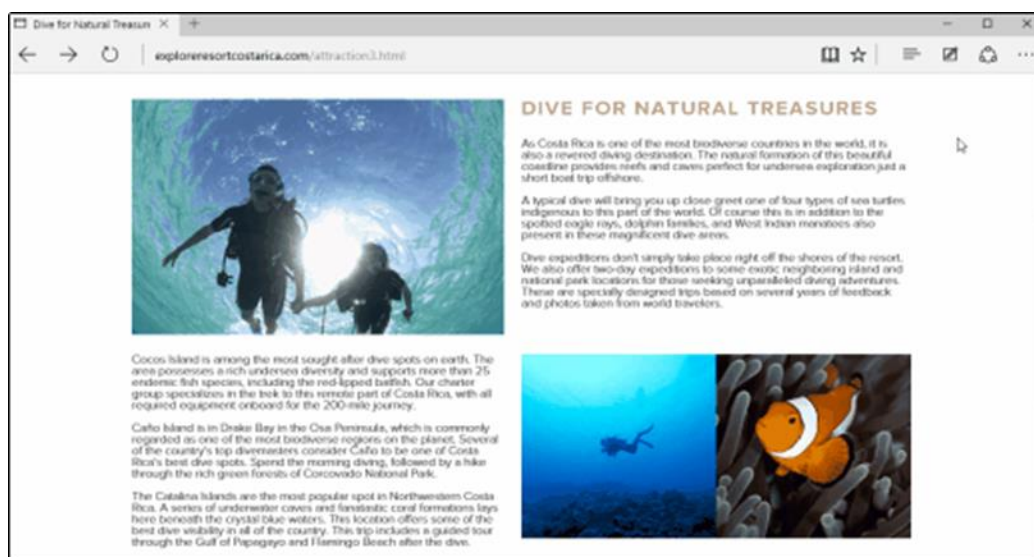 Dive for Natural Treasun
exploreresortcostarica.com/attraction3.html
DIVE FOR NATURAL TREASURES
As Costa Rica is one of the most biodiverse countries in the world, it is
also a revered diving destination. The natural formation of this beautiful
coastline provides reefs and caves perfect for undersea exploration just a
short boat trip offshore.
A typical dive will bring you up close greet one of four types of sea turtles
indigenous to this part of the world. Of course this is in addition to the
spotted eagle rays, dolphin families, and West Indian manatees also
present in these magnificent dive areas.
Dive expeditions don't simply take place right off the shores of the resort.
We also offer two-day expeditions to some exotic neighboring island and
national park locations for those seeking unparalleled diving adventures.
These are specially designed trips based on several years of feedback
and photos taken from world travelers.
Cocos Island is among the most sought after dive spots on earth. The
area possesses a rich undersea diversity and supports more than 25
endemic fish species, including the red-lipped batfish. Our charter
group specializes in the trek to this remote part of Costa Rica, with all
required equipment onboard for the 200-mile journey.
Caño Island is in Drake Bay in the Osa Peninsula, which is commonly
regarded as one of the most biodiverse regions on the planet. Several
of the country's top divemasters consider Caño to be one of Costa
Rica's best dive spots. Spend the morning diving, followed by a hike
through the rich green forests of Corcovado National Park.
The Catalina Islands are the most popular spot in Northwestern Costa
Rica. A series of underwater caves and fanatastic coral formations lays
here beneath the crystal blue waters. This location offers some of the
best dive visibility in all of the country. This trip includes a guided tour
through the Gulf of Papagayo and Flamingo Beach after the dive.